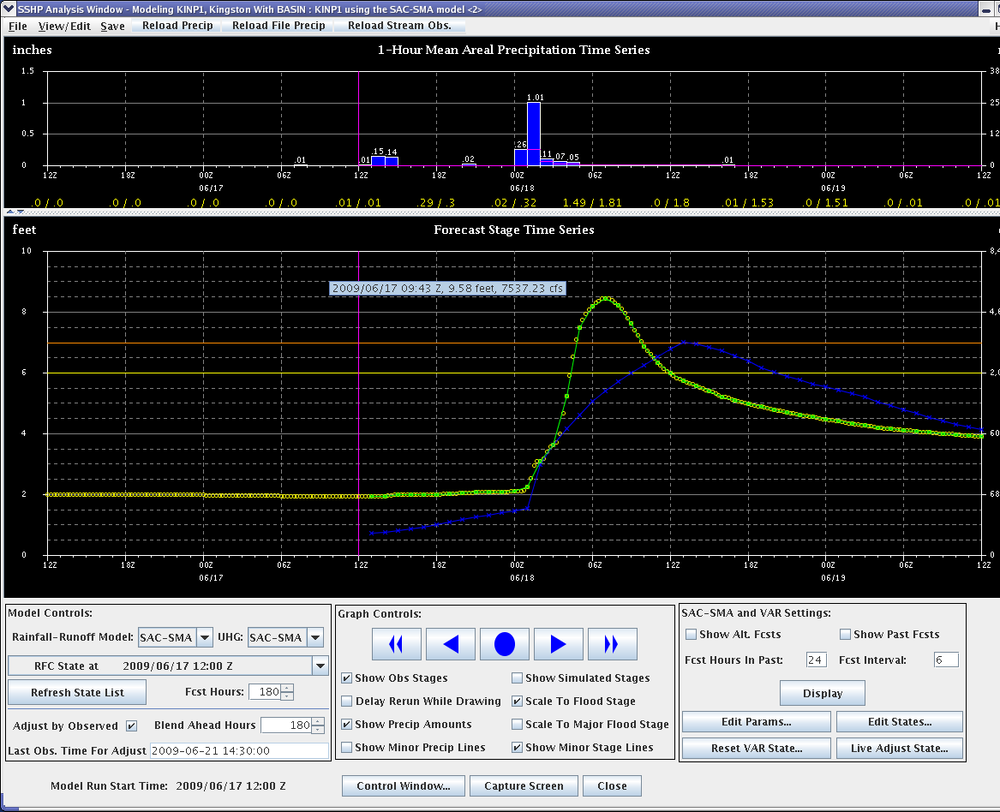 SSHP Analysis Window - Modeling KINP1, Kingston With BASIN : KINP1 using the SAC-SMA model <2>
File View/Edit Save Reload Precip Reload File Precip Reload Stream Obs. H
inches 1-Hour Mean Areal Precipitation Time Series
1.5 38
1.01
1 25
0.5 12
.26
.01 .01 .15 .14 .02 .11 .07 .05 .01
0 0
12Z 18Z 00Z 06Z 12Z 18Z 00Z 06Z 12Z 18Z 00Z 06Z 12Z
06/17 06/18 06/19
.0 / .0 .0 / .0 .0 / .0 .0 / .0 .01 / .01 .29 / .3 .02 / .32 1.49 / 1.81 .0 / 1.8 .01 / 1.53 .0 / 1.51 .0 / .01 .0 / .01
feet Forecast Stage Time Series
10 8,4
2009/06/17 09:43 Z, 9.58 feet, 7537.23 cfs
8 4,6
6 2,0
4 60
2 68
0 0
12Z 18Z 00Z 06Z 12Z 18Z 00Z 06Z 12Z 18Z 00Z 06Z 12Z
06/17 06/18 06/19
Model Controls:
Rainfall-Runoff Model: SAC-SMA UHG: SAC-SMA
RFC State at 2009/06/17 12:00 Z
Refresh State List Fcst Hours: 180
Adjust by Observed Blend Ahead Hours 180
Last Obs. Time For Adjust 2009-06-21 14:30:00
Graph Controls:
Show Obs Stages Show Simulated Stages
Delay Rerun While Drawing Scale To Flood Stage
Show Precip Amounts Scale To Major Flood Stage
Show Minor Precip Lines Show Minor Stage Lines
SAC-SMA and VAR Settings:
Show Alt. Fcsts Show Past Fcsts
Fcst Hours In Past: 24 Fcst Interval: 6
Display
Edit Params... Edit States...
Reset VAR State... Live Adjust State...
Model Run Start Time: 2009/06/17 12:00 Z Control Window... Capture Screen Close